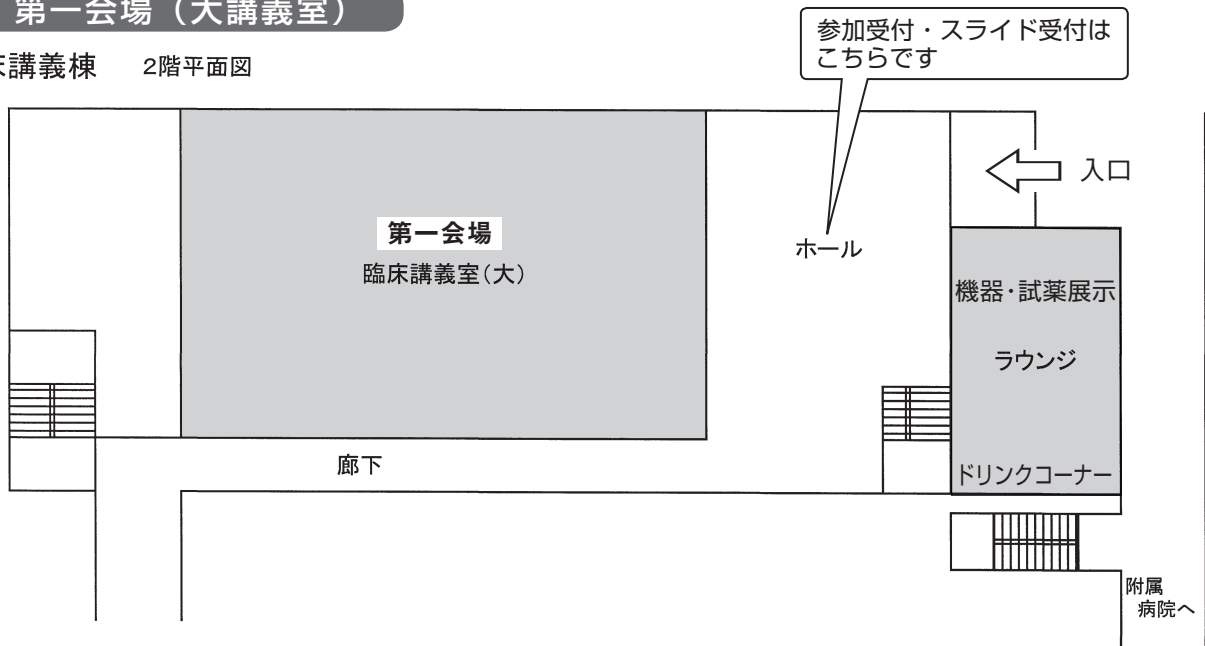 第一会場（大講義室）
床講義棟　2階平面図
参加受付・スライド受付は
こちらです
入口
第一会場
臨床講義室（大）
ホール
機器・試薬展示
ラウンジ
ドリンクコーナー
廊下
附属
病院へ